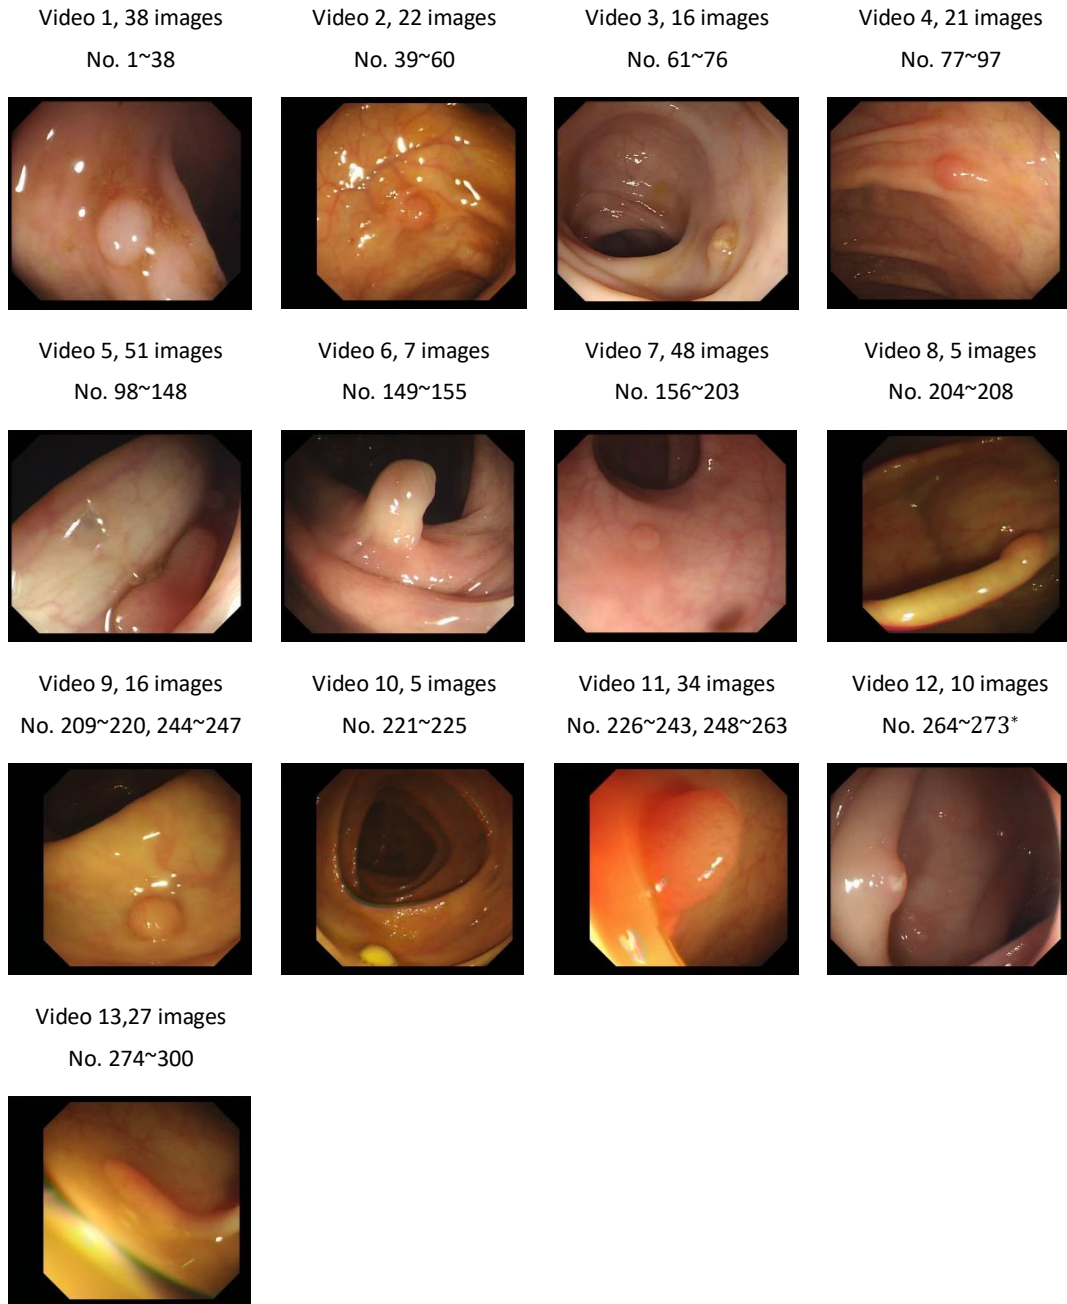 Video 1, 38 images
No. 1~38
Video 2, 22 images
No. 39~60
Video 3, 16 images
No. 61~76
Video 4, 21 images
No. 77~97
Video 5, 51 images
No. 98~148
Video 6, 7 images
No. 149~155
Video 7, 48 images
No. 156~203
Video 8, 5 images
No. 204~208
Video 9, 16 images
No. 209~220, 244~247
Video 10, 5 images
No. 221~225
Video 11, 34 images
No. 226~243, 248~263
Video 12, 10 images
No. 264~273*
Video 13,27 images
No. 274~300